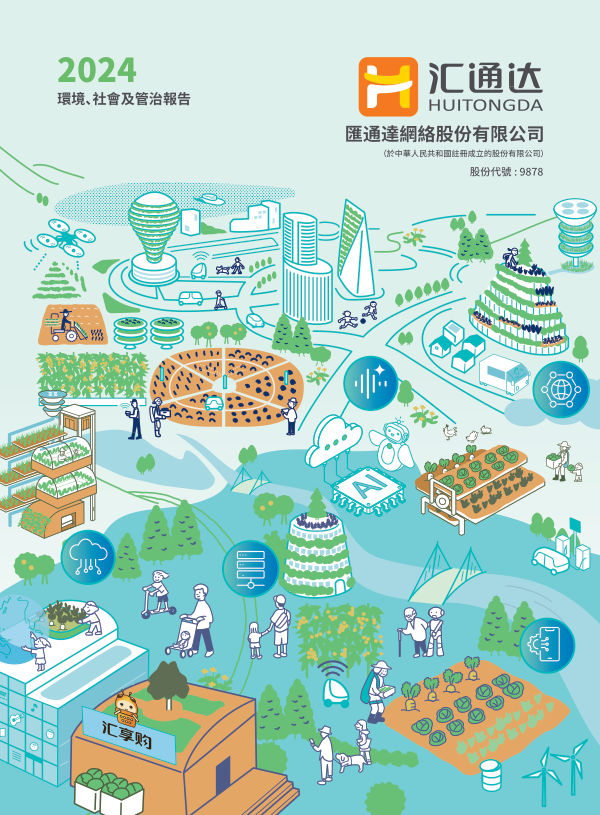 2024
環境、社會及管治報告
汇通达
HUITONGDA
匯通達網絡股份有限公司
(於中華人民共和國註冊成立的股份有限公司)
股份代號 : 9878
AI
汇享购